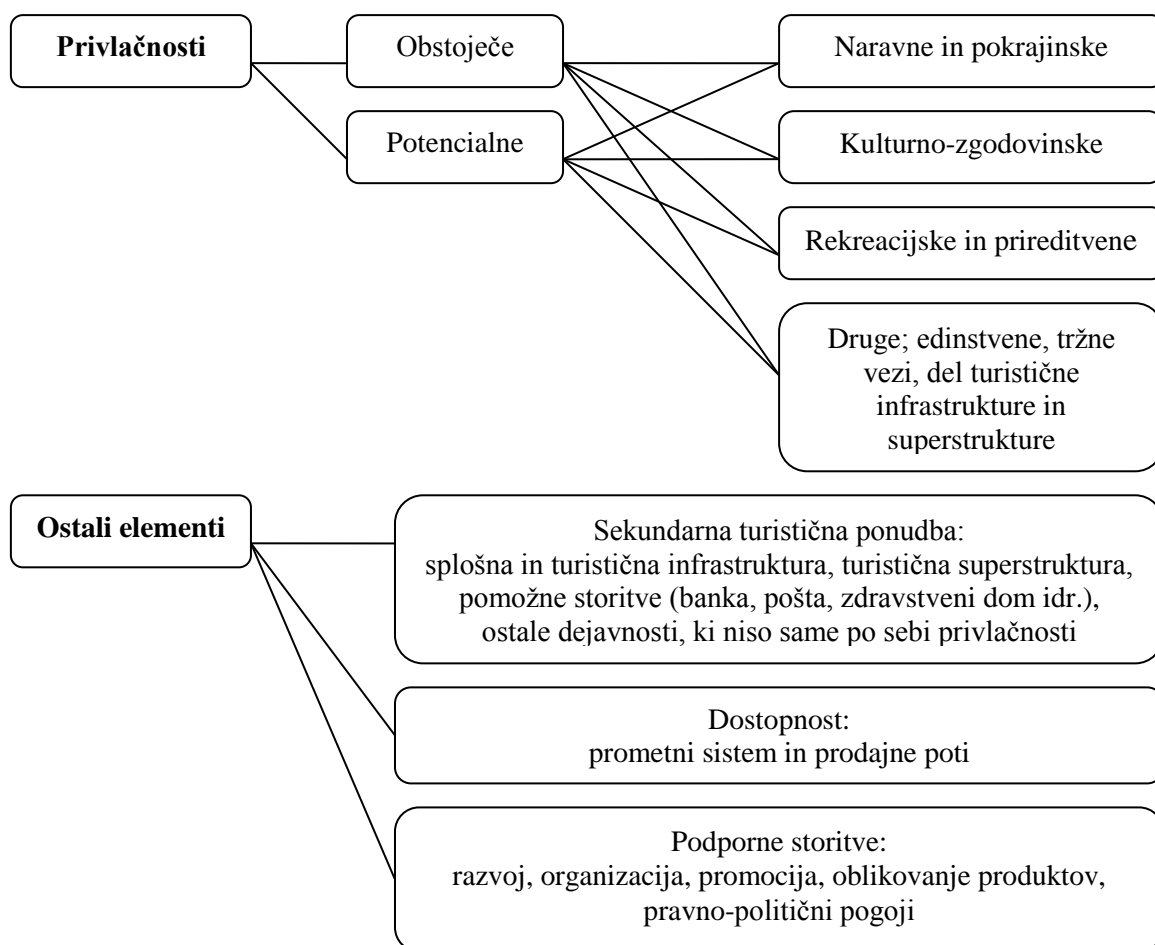 Privlačnosti
Obstoječe
Naravne in pokrajinske
Potencialne
Kulturno-zgodovinske
Rekreacijske in prireditvene
Druge; edinstvene, tržne
vezi, del turistične
infrastrukture in
superstrukture
Ostali elementi
Sekundarna turistična ponudba:
splošna in turistična infrastruktura, turistična superstruktura,
pomožne storitve (banka, pošta, zdravstveni dom idr.),
ostale dejavnosti, ki niso same po sebi privlačnosti
Dostopnost:
prometni sistem in prodajne poti
Podporne storitve:
razvoj, organizacija, promocija, oblikovanje produktov,
pravno-politični pogoji